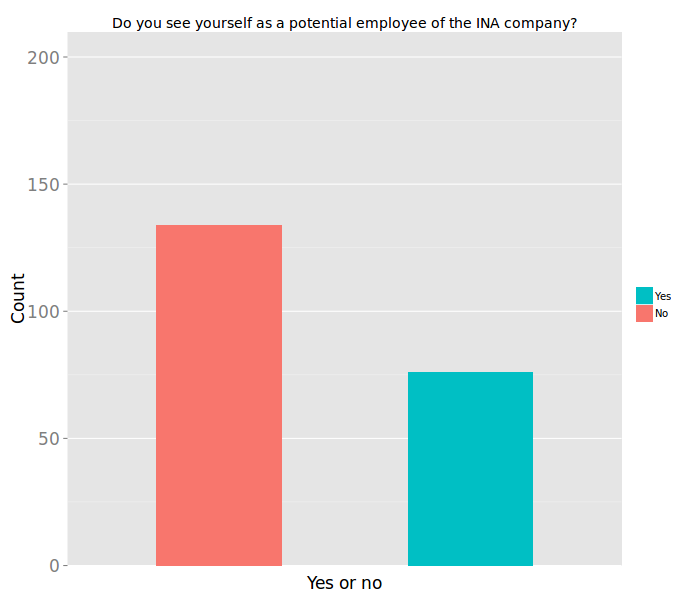 Do you see yourself as a potential employee of the INA company?
200
150
100
50
0
Count
Yes or no
Yes
No